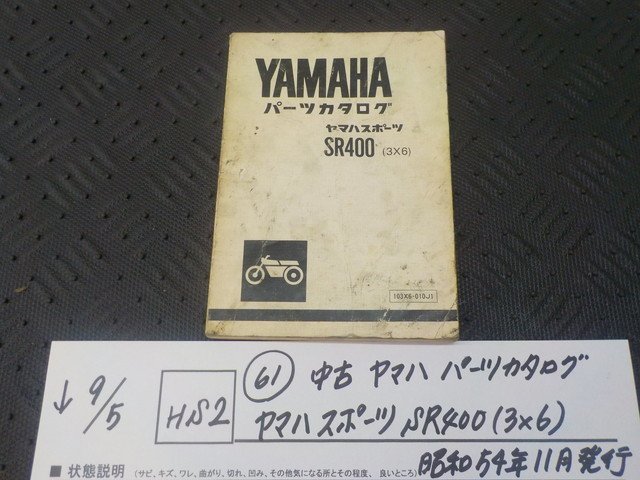 YAMAHA
パーツカタログ
ヤマハスポーツ
SR400 (3X6)
103X6-010J1
↓ 9/5 HS2 61 中古 ヤマハ パーツカタログ
ヤマハスポーツ SR400 (3x6)
昭和54年11月発行
■ 状態説明 (サビ、キズ、ワレ、曲がり、切れ、凹み、その他気になる所とその程度、良いところ)